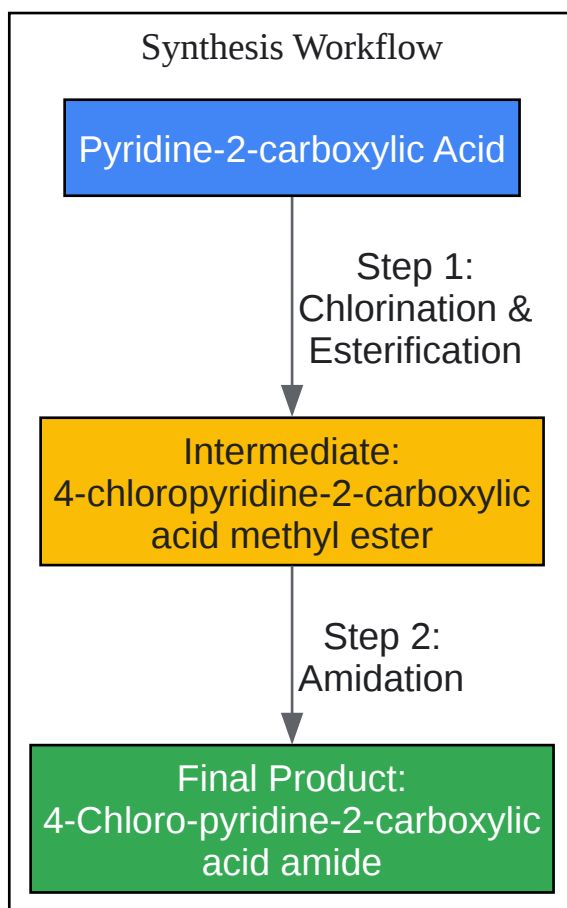 Synthesis Workflow
Pyridine-2-carboxylic Acid
Step 1:
Chlorination &
Esterification
Intermediate:
4-chloropyridine-2-carboxylic
acid methyl ester
Step 2:
Amidation
Final Product:
4-Chloro-pyridine-2-carboxylic
acid amide